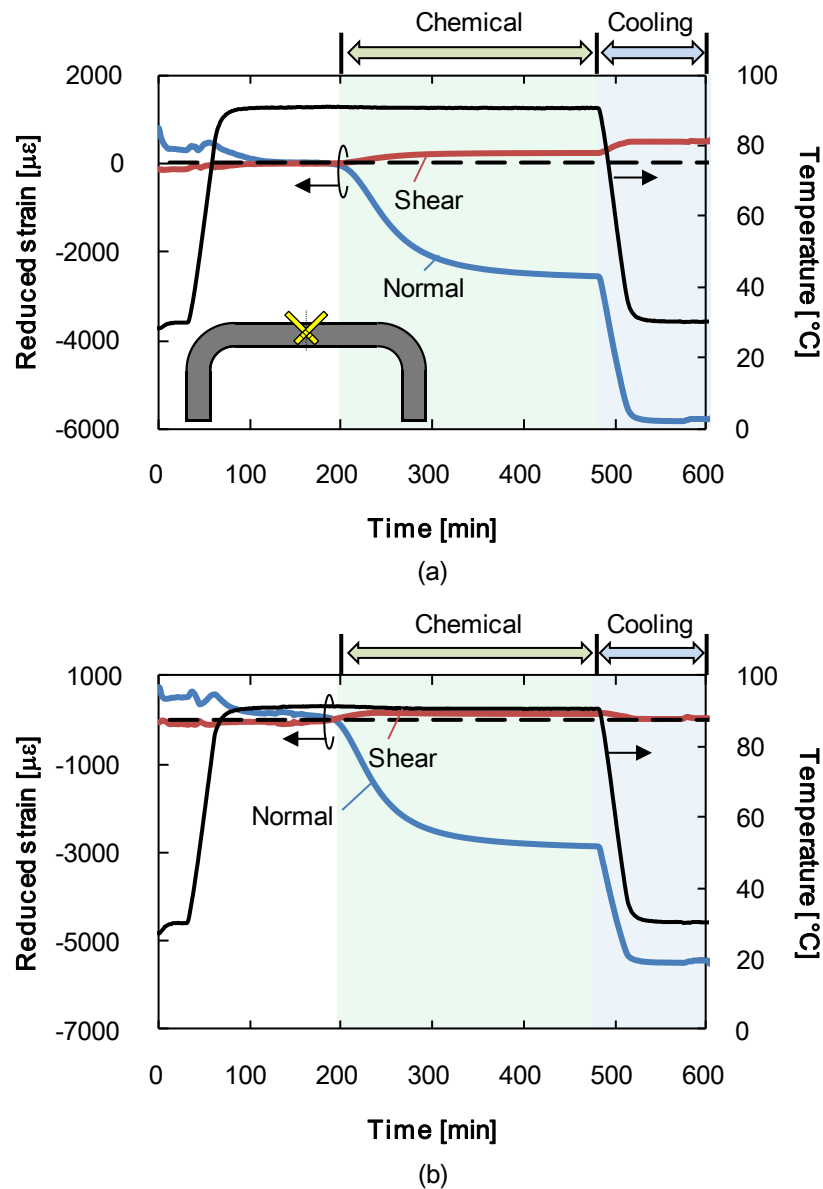 Chemical Cooling
2000 100
0 80
Shear
60
-2000
Normal
40
-4000
20
-6000 0
Reduced strain [με]
Temperature [°C]
0 100 200 300 400 500 600
Time [min]
(a)
Chemical Cooling
1000 100
-1000 80
Shear
60
-3000
Normal
40
-5000
20
-7000 0
Reduced strain [με]
Temperature [°C]
0 100 200 300 400 500 600
Time [min]
(b)